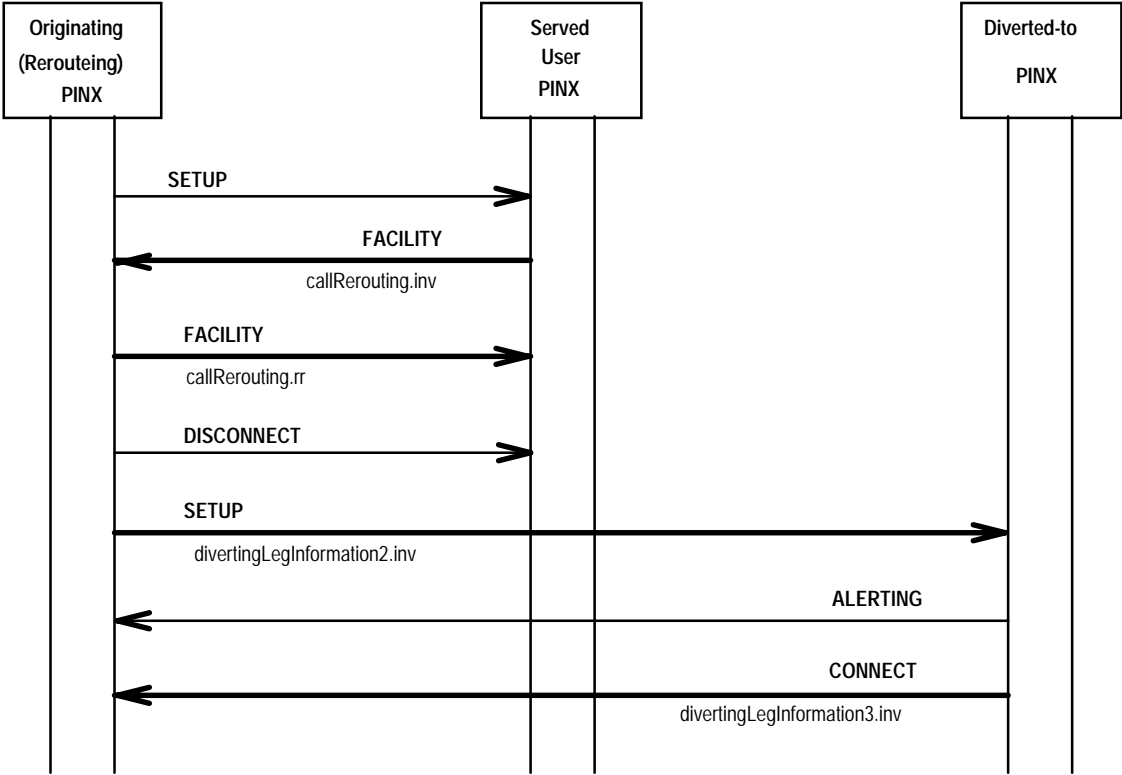 Originating
(Rerouteing)
PINX
Served
User
PINX
Diverted-to
PINX
SETUP
FACILITY
callRerouting.inv
FACILITY
callRerouting.rr
DISCONNECT
SETUP
divertingLegInformation2.inv
ALERTING
CONNECT
divertingLegInformation3.inv